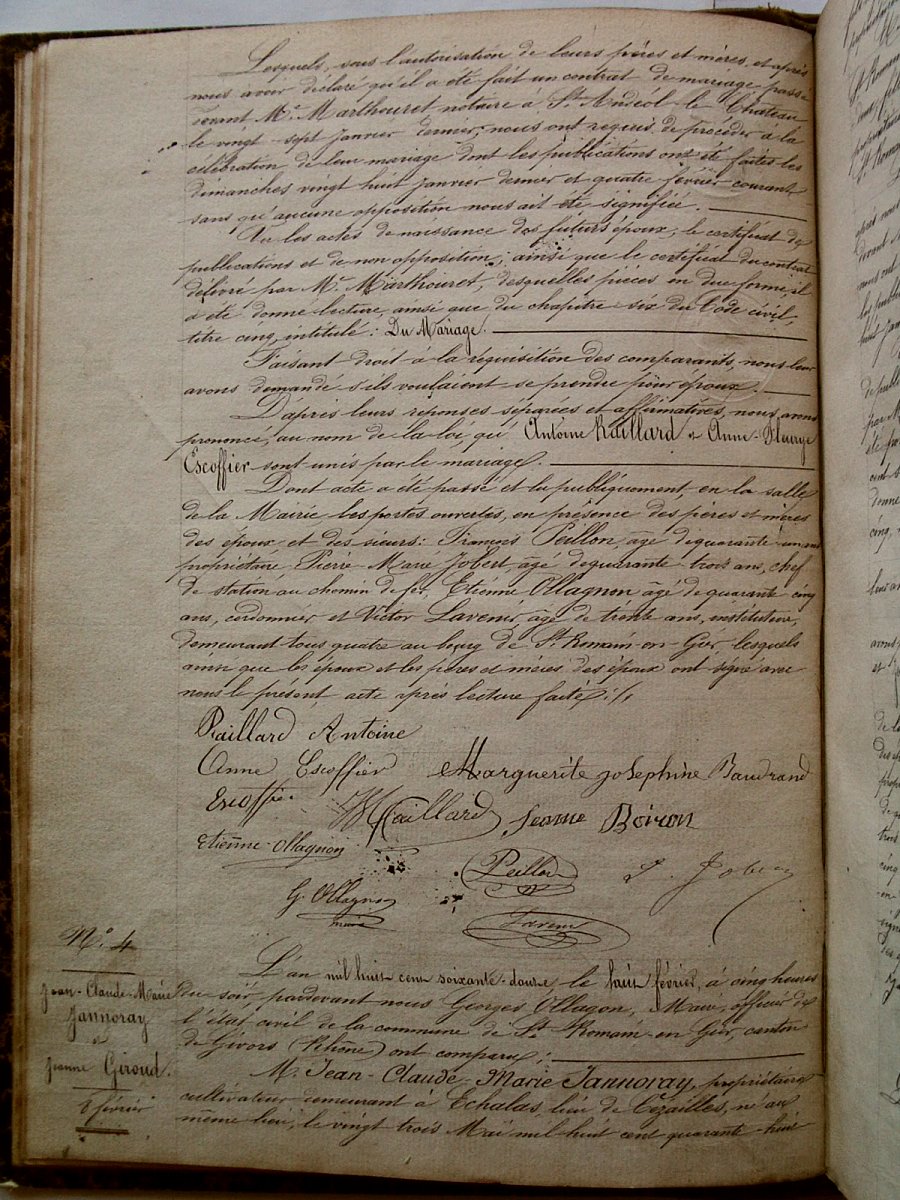 Lesquels, sous l'autorisation de leurs pères et mères, et après
nous avoir déclaré qu'il a été fait un contrat de mariage passé
devant Me Marthouret notaire à St Andéol-le-Château
le vingt sept Janvier dernier, nous ont requis de procéder à la
célébration de leur mariage dont les publications ont été faites les
dimanches vingt huit janvier dernier et quatre février courant
sans qu'aucune opposition nous ait été signifiée.
Vu les actes de naissance des futurs époux, le certificat de
publications et de non opposition, ainsi que le certificat du contrat
délivré par Me Marthouret, desquelles pièces en due forme, il
a été donné lecture, ainsi que du chapitre six du Code civil,
titre cinq, intitulé: Du Mariage.
Faisant droit à la réquisition des comparants, nous leur
avons demandé s'ils voulaient se prendre pour époux.
D'après leurs réponses séparées et affirmatives, nous avons
prononcé, au nom de la loi, que Antoine Raillard et Anne-Fleurye
Escoffier sont unis par le mariage.
Dont acte a été passé et lu publiquement, en la salle
de la Mairie les portes ouvertes, en présence des pères et mères
des époux et des sieurs: François Peillon, âgé de quarante un ans
propriétaire Pierre-Marie Jobert, âgé de quarante-trois ans, chef
de station au chemin de fer, Etienne Ollagnon âgé de quarante cinq
ans, cordonnier et Victor Lavenir, âgé de trente ans, instituteur,
demeurant tous quatre au bourg de St Romain-en-Gier, lesquels
ainsi que les époux et les pères et mères des époux ont signé avec
nous le présent acte après lecture faite ./.
Raillard Antoine
Anne Escoffier Marguerite josephine Baudrand
Escoffier Raillard Jeanne Boiron
Etienne Ollagnon Peillon Jobert
G. Ollagnon
maire Lavenir
No. 4
Jean-Claude-Marie
Jannoray
et
Jeanne Giroud.
8 février
L'an mil huit cent soixante-douze, le huit février, à cinq heures
du soir, pardevant nous Georges Ollagnon, Maire, officier de
l'état civil de la commune de St Romain-en-Gier, canton
de Givors (Rhône) ont comparu:
M. Jean-Claude-Marie Jannoray, propriétaire
cultivateur demeurant à Echalas, lieu de Cézailles, né au
même lieu, le vingt trois Mai mil huit cent quarante-huit